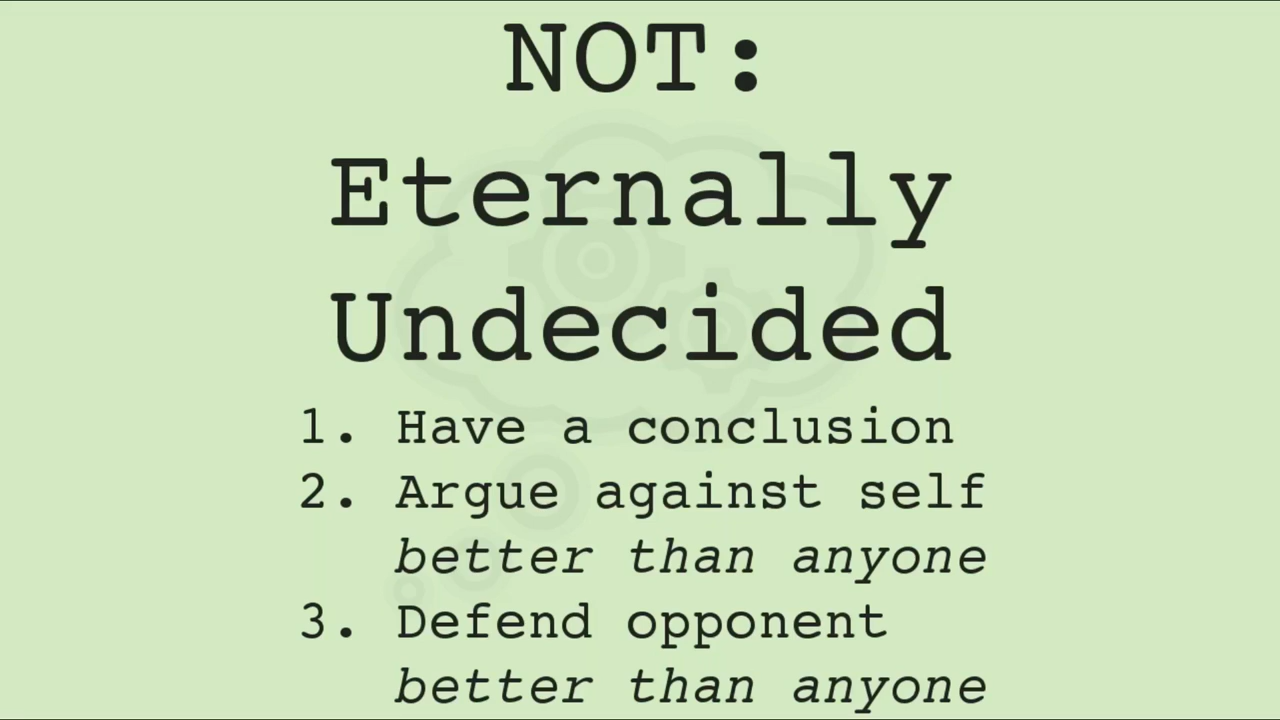 NOT:
Eternally
Undecided
1. Have a conclusion
2. Argue against self
better than anyone
3. Defend opponent
better than anyone